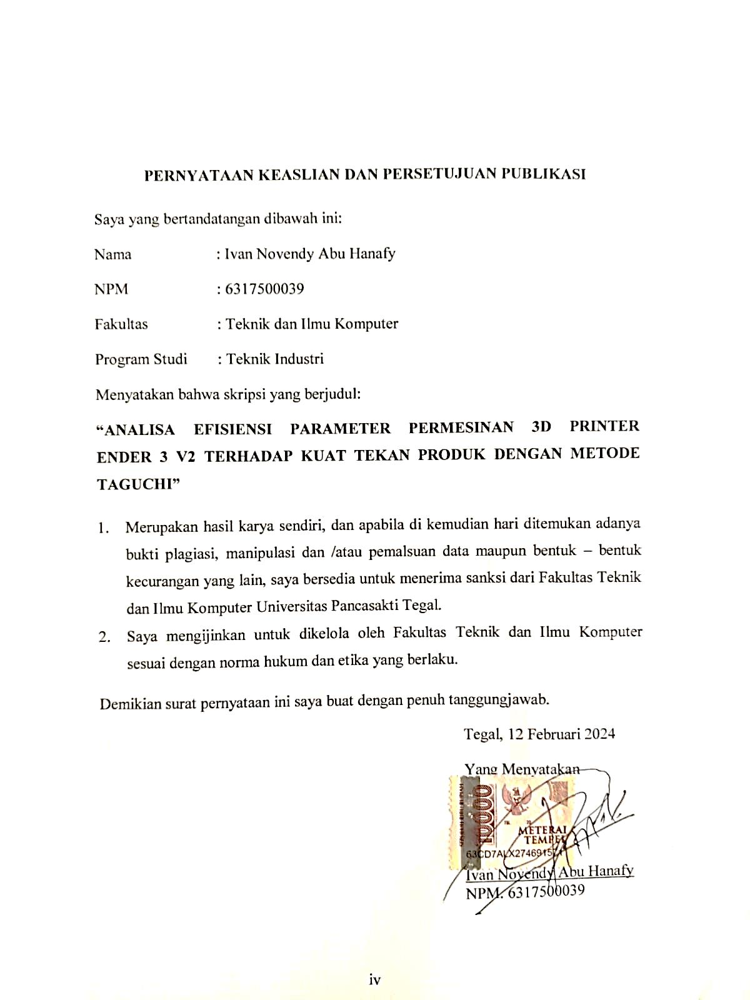 PERNYATAAN KEASLIAN DAN PERSETUJUAN PUBLIKASI
Saya yang bertandatangan dibawah ini:
Nama : Ivan Novendy Abu Hanafy
NPM : 6317500039
Fakultas : Teknik dan Ilmu Komputer
Program Studi : Teknik Industri
Menyatakan bahwa skripsi yang berjudul:
“ANALISA EFISIENSI PARAMETER PERMESINAN 3D PRINTER
ENDER 3 V2 TERHADAP KUAT TEKAN PRODUK DENGAN METODE
TAGUCHI”
1. Merupakan hasil karya sendiri, dan apabila di kemudian hari ditemukan adanya
bukti plagiasi, manipulasi dan /atau pemalsuan data maupun bentuk – bentuk
kecurangan yang lain, saya bersedia untuk menerima sanksi dari Fakultas Teknik
dan Ilmu Komputer Universitas Pancasakti Tegal.
2. Saya mengijinkan untuk dikelola oleh Fakultas Teknik dan Ilmu Komputer
sesuai dengan norma hukum dan etika yang berlaku.
Demikian surat pernyataan ini saya buat dengan penuh tanggungjawab.
Tegal, 12 Februari 2024
Yang Menyatakan
10000
METERAI
TEMPEL
Ivan Novendy Abu Hanafy
NPM. 6317500039
iv